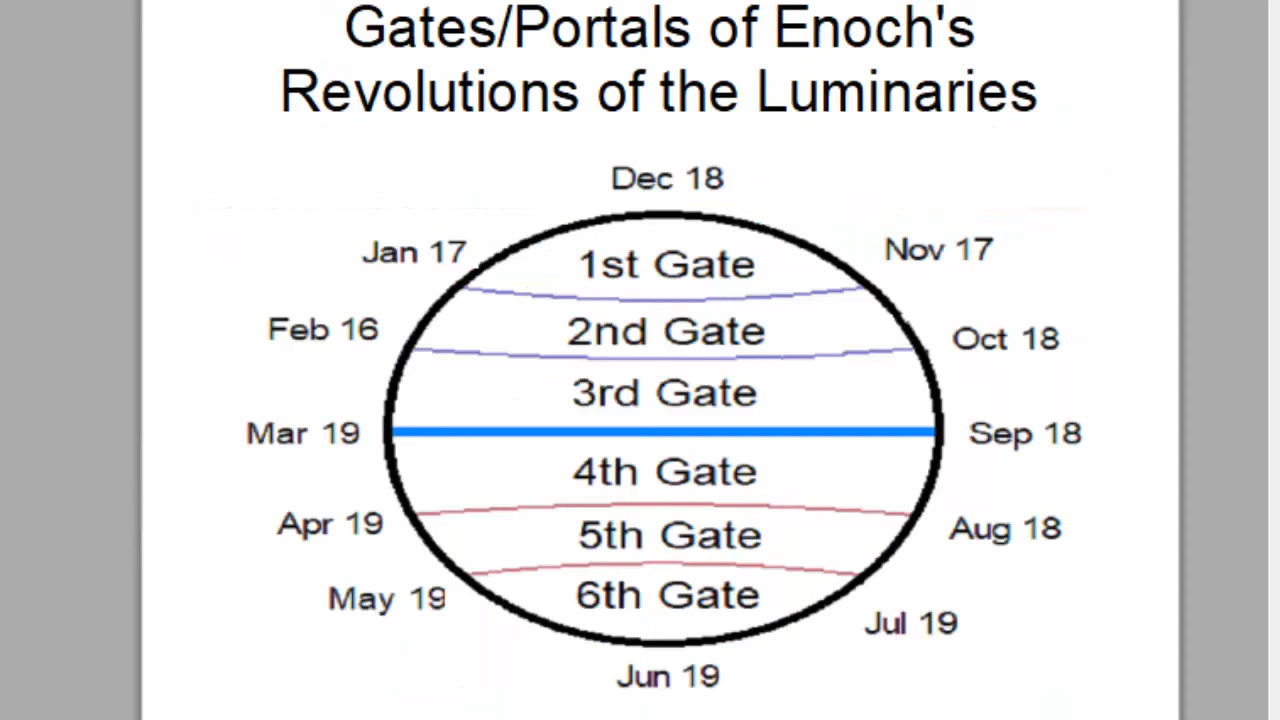 Gates/Portals of Enoch's
Revolutions of the Luminaries
Dec 18
Jan 17
Nov 17
1st Gate
Feb 16
2nd Gate
Oct 18
3rd Gate
Mar 19
Sep 18
4th Gate
Apr 19
5th Gate
Aug 18
May 19
6th Gate
Jul 19
Jun 19